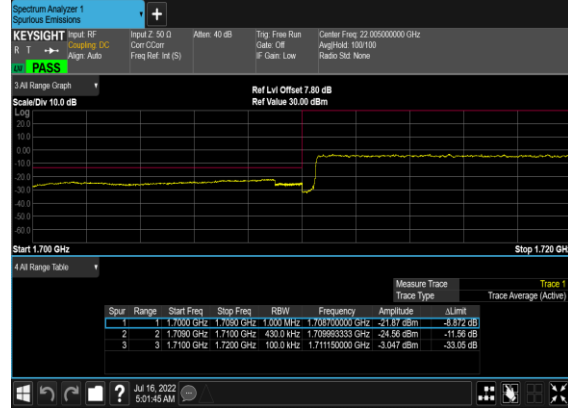 Spectrum Analyzer 1
Spurious Emissions
+
KEYSIGHT Input: RF Input Z: 50 Ω Atten: 40 dB Trig: Free Run Center Freq: 22.005000000 GHz
R T Coupling: DC Corr CCorr Gate: Off Avg|Hold: 100/100
Align: Auto Freq Ref: Int (S) IF Gain: Low Radio Std: None
PASS
3 All Range Graph
Ref Lvl Offset 7.80 dB
Scale/Div 10.0 dB Ref Value 30.00 dBm
Log
20.0
10.0
0.00
-10.0
-20.0
-30.0
-40.0
-50.0
-60.0
Start 1.700 GHz Stop 1.720 GH
4 All Range Table
Measure Trace Trace 1
Trace Type Trace Average (Active)
Spur Range Start Freq Stop Freq RBW Frequency Amplitude ΔLimit
1 1 1.7000 GHz 1.7090 GHz 1.000 MHz 1.708700000 GHz -21.87 dBm -8.872 dB
2 2 1.7090 GHz 1.7100 GHz 430.0 kHz 1.709993333 GHz -24.56 dBm -11.56 dB
3 3 1.7100 GHz 1.7200 GHz 100.0 kHz 1.711150000 GHz -3.047 dBm -33.05 dB
? Jul 16, 2022
5:01:45 AM